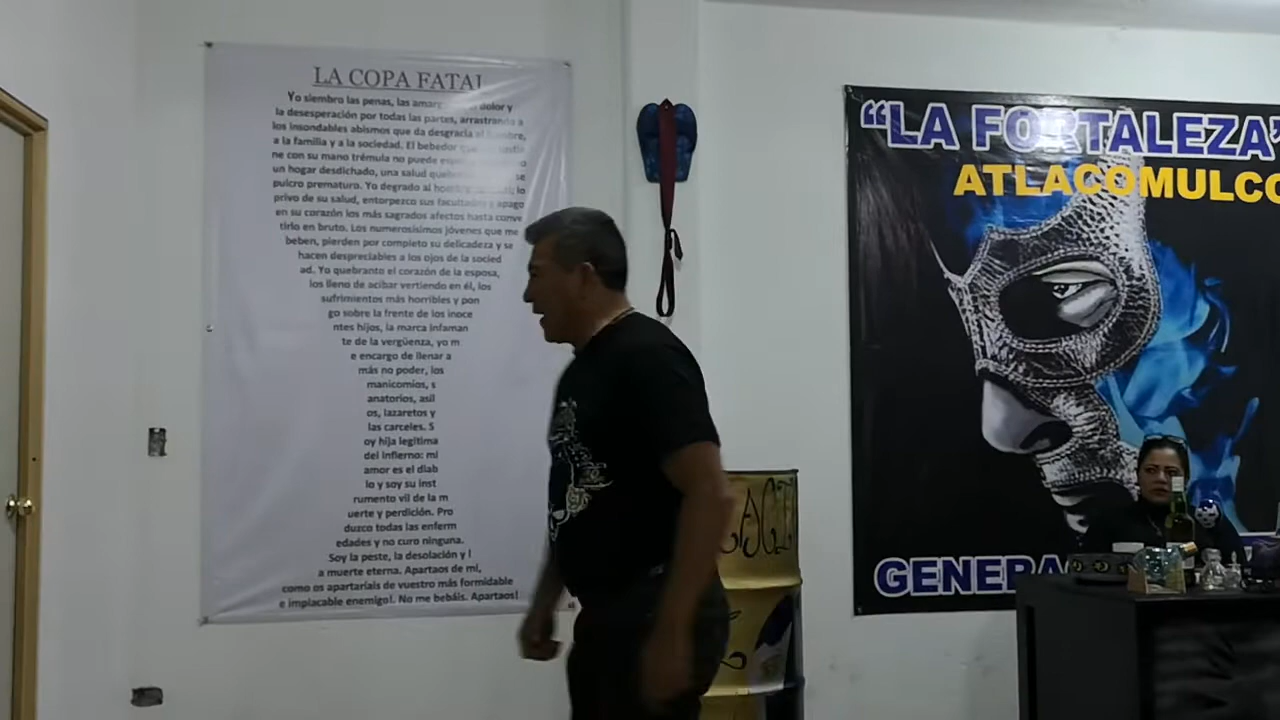 LA COPA FATAL
Yo siembro las penas, las amarg dolor y
la desesperación por todas las partes, arrastrando a
los insondables abismos que da desgracia al hombre,
a la familia y a la sociedad. El bebedor que
ne con su mano trémula no puede
un hogar desdichado, una salud se
pulcro prematuro. Yo degrado al lo
privo de su salud, entorpezco sus facultades y apago
en su corazón los más sagrados afectos hasta conve
tirlo en bruto. Los numerosísimos jóvenes que me
beben, pierden por completo su delicadeza y se
hacen despreciables a los ojos de la socied
ad. Yo quebranto el corazón de la esposa,
los lleno de acíbar vertiendo en él, los
sufrimientos más horribles y pon
go sobre la frente de los inoce
ntes hijos, la marca infaman
te de la vergüenza, yo m
e encargo de llenar a
más no poder, los
manicomios, s
anatorios, asil
os, lazaretos y
las carceles. S
oy hija legítima
del infierno: mi
amor es el diab
lo y soy su inst
rumento vil de la m
uerte y perdición. Pro
duzco todas las enferm
edades y no curo ninguna.
Soy la peste, la desolación y l
a muerte eterna. Apartaos de mí,
como os apartaríais de vuestro más formidable
e implacable enemigo!. No me bebáis. Apartaos!
"LA FORTALEZA"
ATLACOMULCO
GENERA